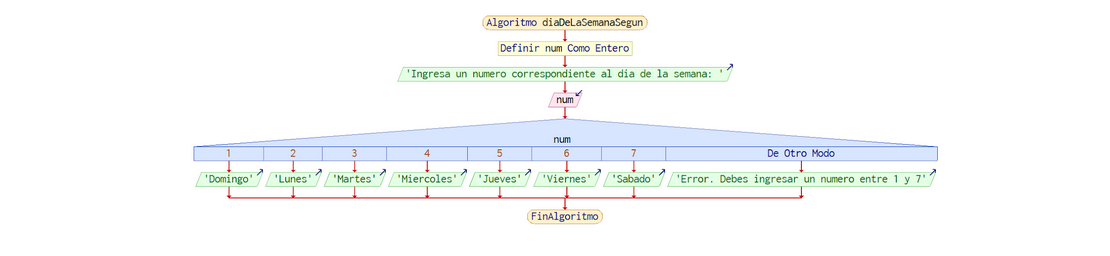 Algoritmo diaDeLaSemanaSegun
Definir num Como Entero
'Ingresa un numero correspondiente al dia de la semana: '
num
num
1 2 3 4 5 6 7 De Otro Modo
'Domingo' 'Lunes' 'Martes' 'Miercoles' 'Jueves' 'Viernes' 'Sabado' 'Error. Debes ingresar un numero entre 1 y 7'
FinAlgoritmo